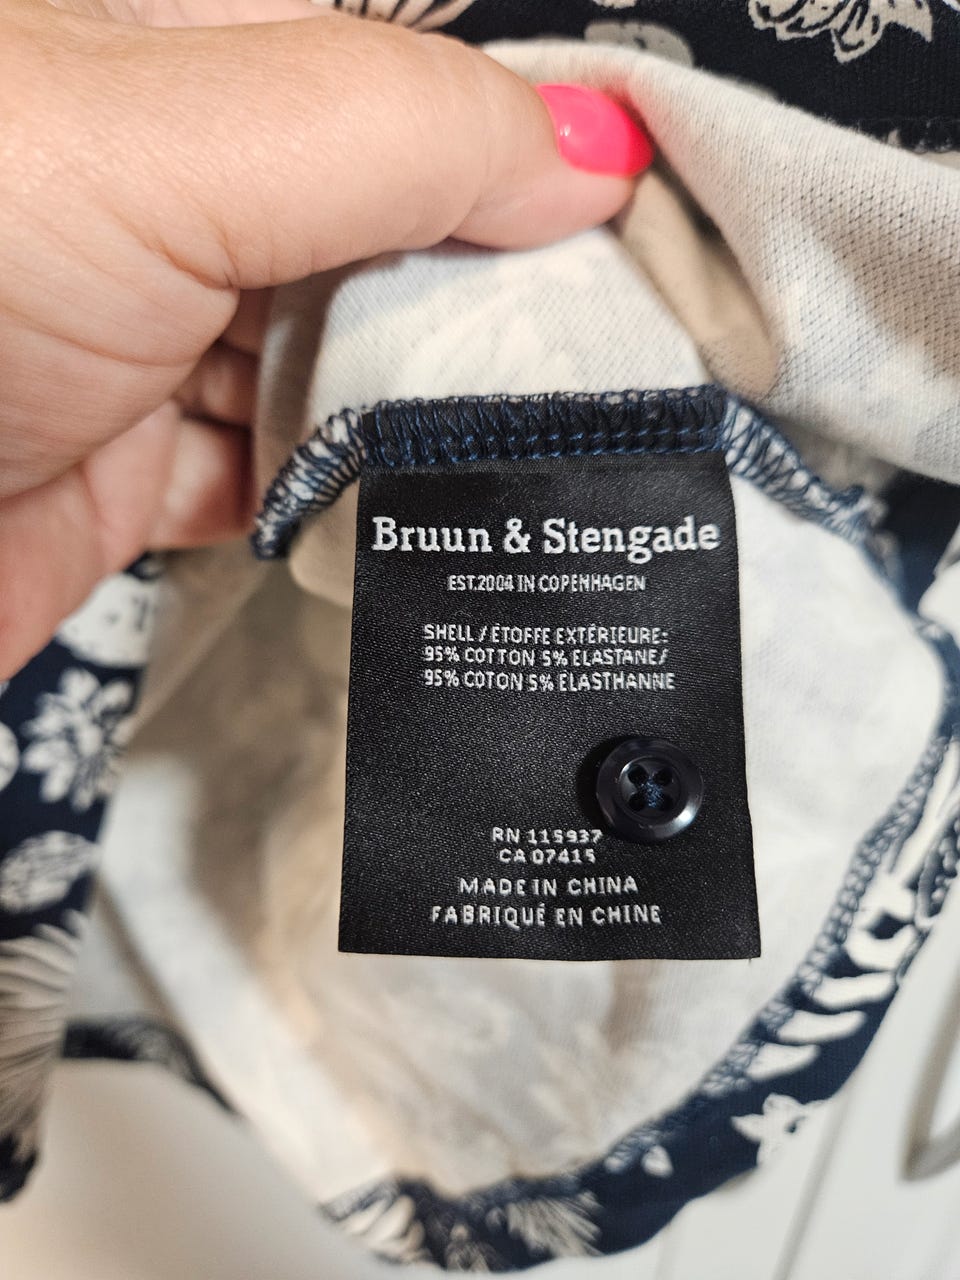 Bruun & Stengade
EST.2004 IN COPENHAGEN
SHELL / ÉTOFFE EXTÉRIEURE:
95% COTTON 5% ELASTANE/
95% COTON 5% ÉLASTHANNE
RN 115937
CA 07415
MADE IN CHINA
FABRIQUÉ EN CHINE